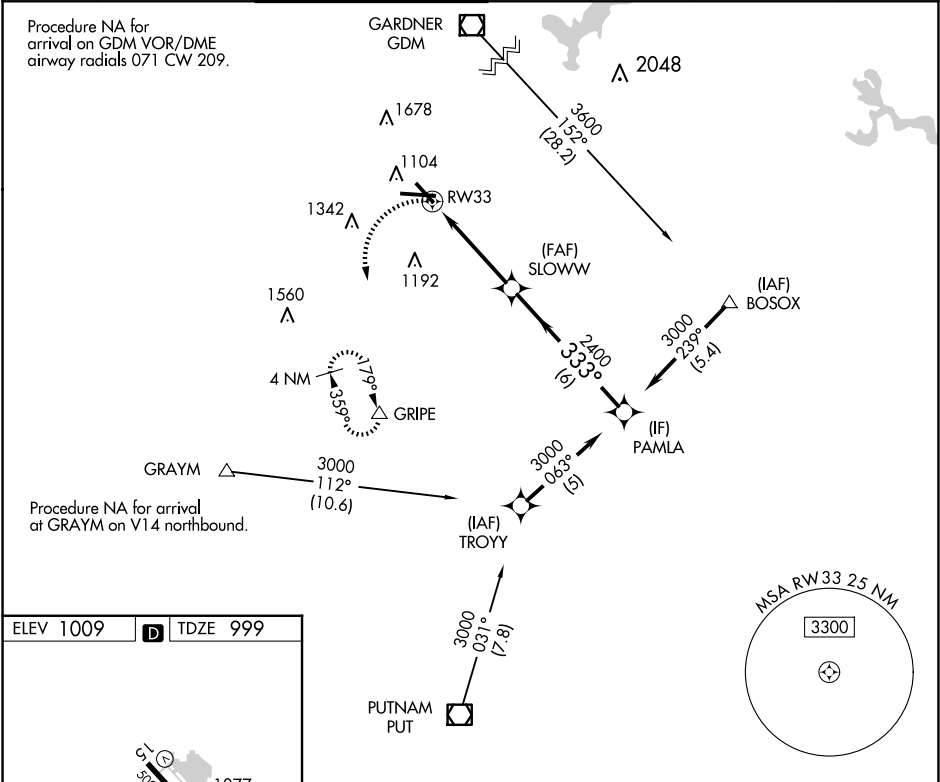 Procedure NA for
arrival on GDM VOR/DME
airway radials 071 CW 209.
GARDNER
GDM
2048
3600
152°
(28.2)
1678
1104
RW33
1342
1192
(FAF)
SLOWW
(IAF)
BOSOX
3000
239°
(5.4)
1560
2400
333°
(6)
4 NM
179°
359°
GRIPE
(IF)
PAMLA
GRAYM
3000
112°
(10.6)
3000
063°
(5)
Procedure NA for arrival
at GRAYM on V14 northbound.
(IAF)
TROYY
MSA RW33 25 NM
3300
3000
031°
(7.8)
PUTNAM
PUT
ELEV 1009
D
TDZE 999
15
V